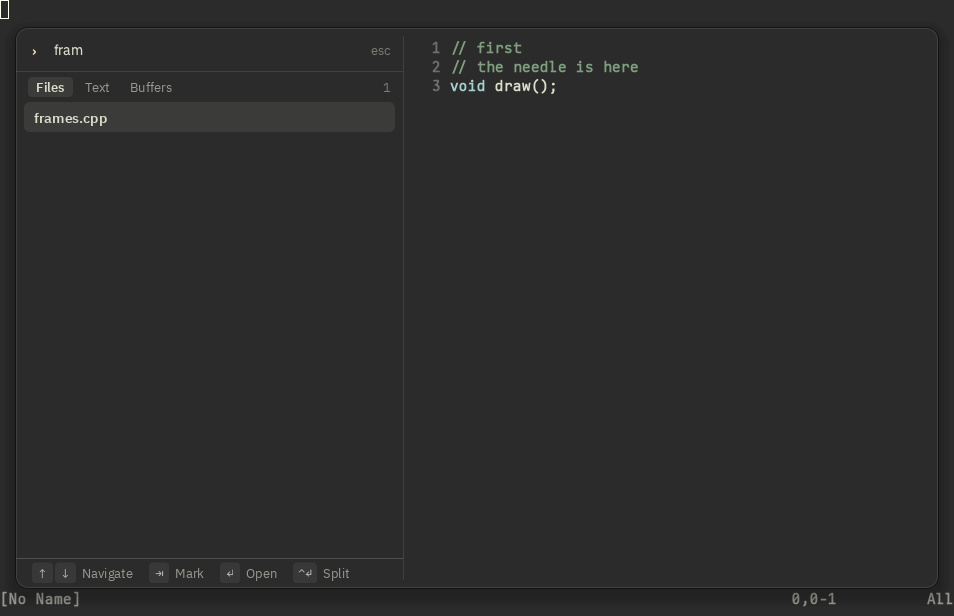 › fram esc
Files Text Buffers 1
frames.cpp
1 // first
2 // the needle is here
3 void draw();
↑ ↓ Navigate ⇥ Mark ↵ Open ^↵ Split
[No Name] 0,0-1 All